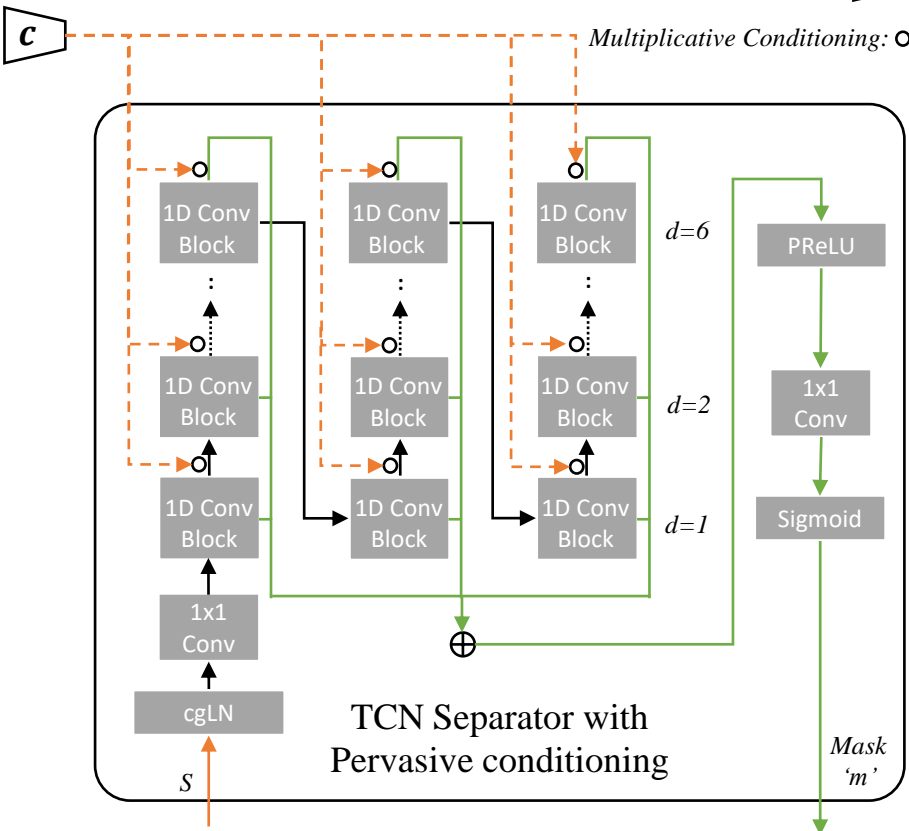 c
Multiplicative Conditioning:
1D Conv
Block
1D Conv
Block
1D Conv
Block
d=6
PReLU
:
:
:
1D Conv
Block
1D Conv
Block
1D Conv
Block
d=2
1x1
Conv
1D Conv
Block
1D Conv
Block
1D Conv
Block
d=1
Sigmoid
1x1
Conv
cgLN
TCN Separator with
Pervasive conditioning
S
Mask
‘m’